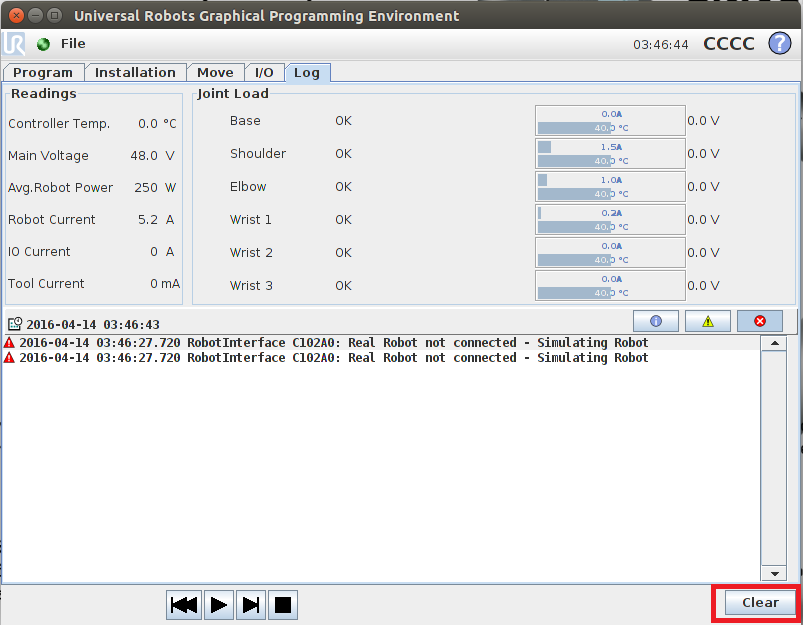 Universal Robots Graphical Programming Environment
UR File 03:46:44 CCCC ?
Program Installation Move I/O Log
Readings
Controller Temp. 0.0 °C
Main Voltage 48.0 V
Avg.Robot Power 250 W
Robot Current 5.2 A
IO Current 0 A
Tool Current 0 mA
Joint Load
Base OK 0.0A 40.0 °C 0.0 V
Shoulder OK 1.5A 40.0 °C 0.0 V
Elbow OK 1.0A 40.0 °C 0.0 V
Wrist 1 OK 0.2A 40.0 °C 0.0 V
Wrist 2 OK 0.0A 40.0 °C 0.0 V
Wrist 3 OK 0.0A 40.0 °C 0.0 V
2016-04-14 03:46:43
2016-04-14 03:46:27.720 RobotInterface C102A0: Real Robot not connected - Simulating Robot
2016-04-14 03:46:27.720 RobotInterface C102A0: Real Robot not connected - Simulating Robot
Clear